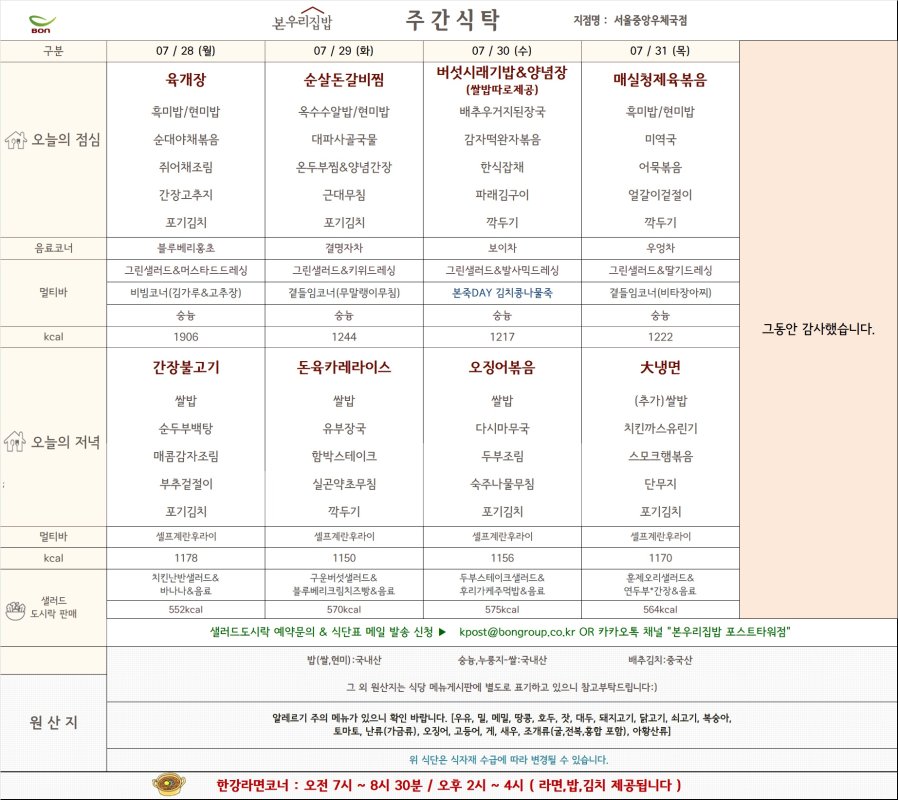 BON
본우리집밥
주간식탁
지점명 : 서울중앙우체국점
구분
07 / 28 (월)
07 / 29 (화)
07 / 30 (수)
07 / 31 (목)
오늘의 점심
육개장
순살돈갈비찜
버섯시래기밥&양념장
(쌀밥따로제공)
매실청제육볶음
흑미밥/현미밥
옥수수알밥/현미밥
배추우거지된장국
흑미밥/현미밥
순대야채볶음
대파사골국물
감자떡완자볶음
미역국
쥐어채조림
온두부찜&양념간장
한식잡채
어묵볶음
간장고추지
근대무침
파래김구이
얼갈이겉절이
포기김치
포기김치
깍두기
깍두기
음료코너
블루베리홍초
결명자차
보이차
우엉차
멀티바
그린샐러드&머스타드드레싱
그린샐러드&키위드레싱
그린샐러드&발사믹드레싱
그린샐러드&딸기드레싱
비빔코너(김가루&고추장)
곁들임코너(무말랭이무침)
본죽DAY 김치콩나물죽
곁들임코너(비타장아찌)
숭늉
숭늉
숭늉
숭늉
kcal
1906
1244
1217
1222
그동안 감사했습니다.
오늘의 저녁
간장불고기
돈육카레라이스
오징어볶음
大냉면
쌀밥
쌀밥
쌀밥
(추가)쌀밥
순두부백탕
유부장국
다시마무국
치킨까스유린기
매콤감자조림
함박스테이크
두부조림
스모크햄볶음
부추겉절이
실곤약초무침
숙주나물무침
단무지
포기김치
깍두기
포기김치
포기김치
멀티바
셀프계란후라이
셀프계란후라이
셀프계란후라이
셀프계란후라이
kcal
1178
1150
1156
1170
샐러드
도시락 판매
치킨난반샐러드&
바나나&음료
구운버섯샐러드&
블루베리크림치즈빵&음료
두부스테이크샐러드&
후리가케주먹밥&음료
훈제오리샐러드&
연두부*간장&음료
552kcal
570kcal
575kcal
564kcal
샐러드도시락 예약문의 & 식단표 메일 발송 신청 ▶ kpost@bongroup,co,kr OR 카카오톡 채널 "본우리집밥 포스트타워점"
원산지
밥(쌀,현미):국내산
숭늉,누룽지-쌀:국내산
배추김치:중국산
그 외 원산지는 식당 메뉴게시판에 별도로 표기하고 있으니 참고부탁드립니다:)
알레르기 주의 메뉴가 있으니 확인 바랍니다. [우유, 밀, 메밀, 땅콩, 호두, 잣, 대두, 돼지고기, 닭고기, 쇠고기, 복숭아,
토마토, 난류(가금류), 오징어, 고등어, 게, 새우, 조개류(굴,전복,홍합 포함), 아황산류]
위 식단은 식자재 수급에 따라 변경될 수 있습니다.
한강라면코너 : 오전 7시 ~ 8시 30분 / 오후 2시 ~ 4시 ( 라면,밥,김치 제공됩니다 )